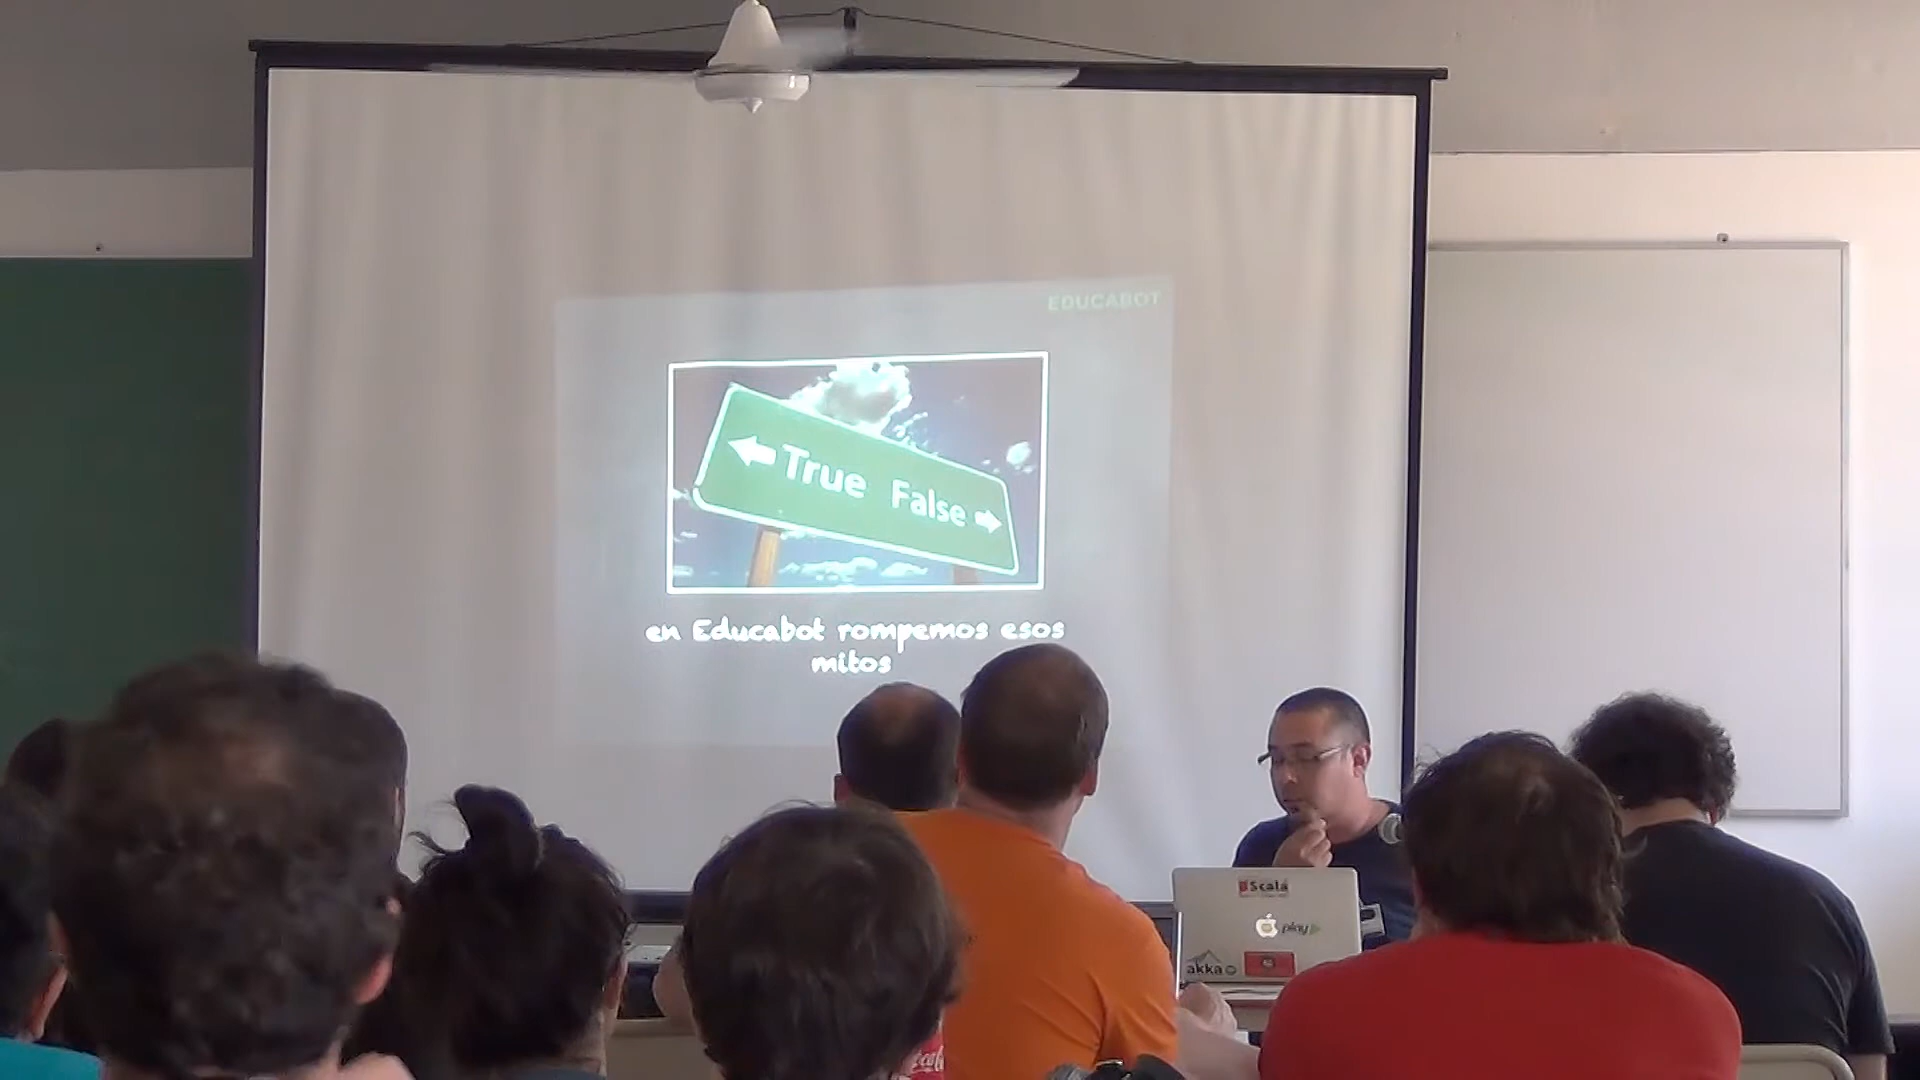 EDUCABOT
True False
en Educabot rompemos esos
mitos
Scala
play
akka